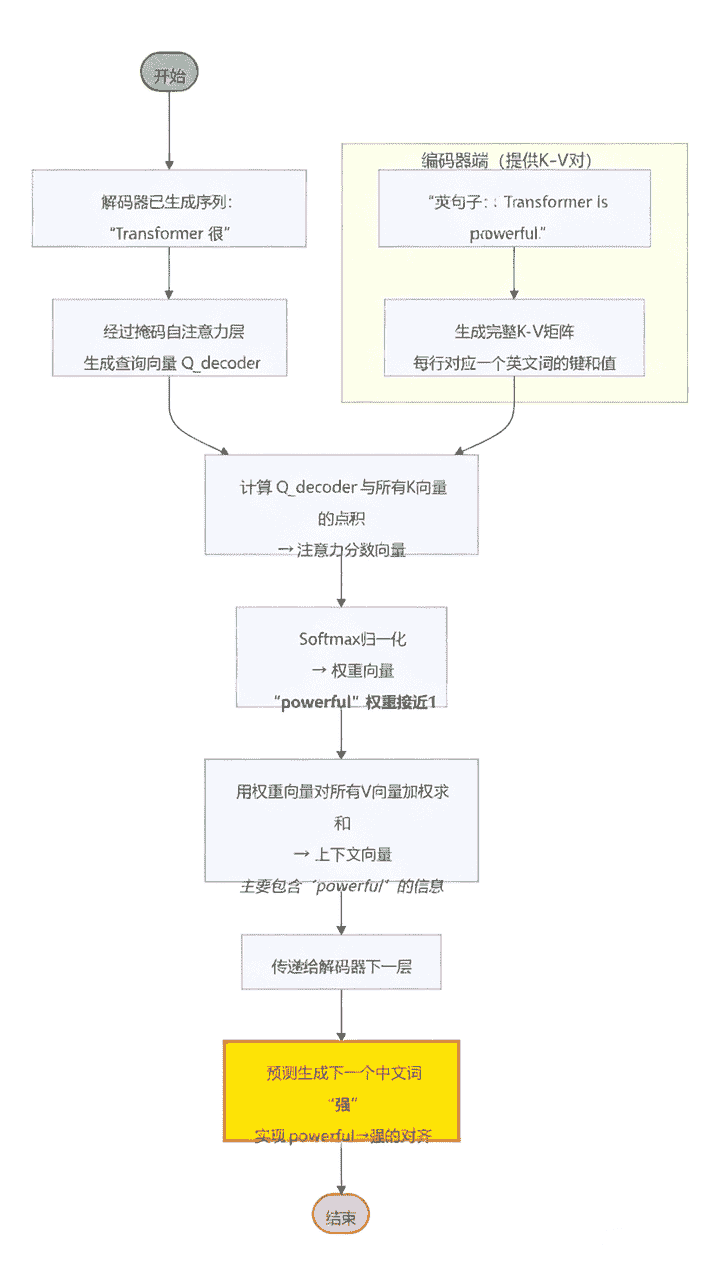 开始
解码器已生成序列：
“Transformer 很”
经过掩码自注意力层
生成查询向量 Q_decoder
编码器端（提供K-V对）
“英句子：: Transformer is
powerful.”
生成完整K-V矩阵
每行对应一个英文词的键和值
计算 Q_decoder 与所有K向量
的点积
→ 注意力分数向量
Softmax归一化
→ 权重向量
“powerful” 权重接近1
用权重向量对所有V向量加权求
和
→ 上下文向量
主要包含‘powerful’的信息
传递给解码器下一层
预测生成下一个中文词
“强”
实现 powerful→强的对齐
结束